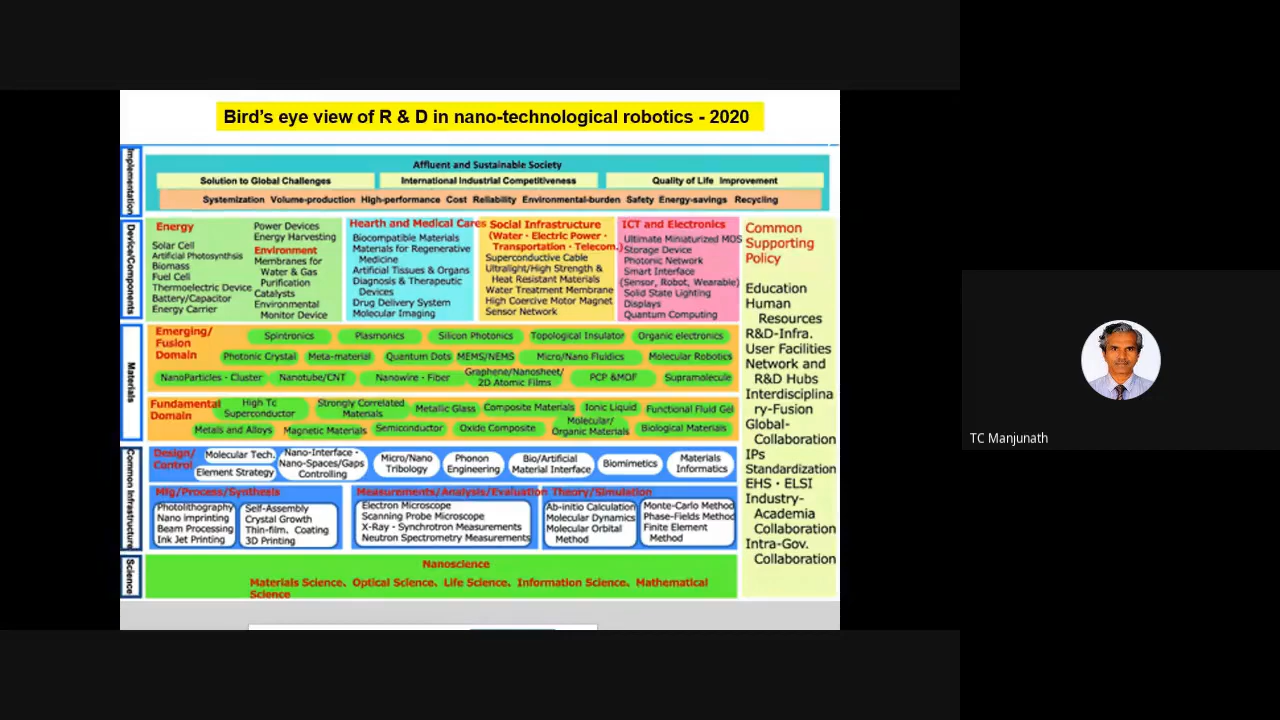 Bird's eye view of R & D in nano-technological robotics - 2020
Implementation
Affluent and Sustainable Society
Solution to Global Challenges
International Industrial Competitiveness
Quality of Life Improvement
Systemization Volume-production High-performance Cost Reliability Environmental-burden Safety Energy-savings Recycling
Device/Components
Energy
Solar Cell
Artificial Photosynthsis
Biomass
Fuel Cell
Thermoelectric Device
Battery/Capacitor
Energy Carrier
Power Devices
Energy Harvesting
Environment
Membranes for
Water & Gas
Purification
Catalysts
Environmental
Monitor Device
Hearth and Medical Cares
Biocompatible Materials
Materials for Regenerative
Medicine
Artificial Tissues & Organs
Diagnosis & Therapeutic
Devices
Drug Delivery System
Molecular Imaging
Social Infrastructure
(Water・Electric Power・
Transportation・Telecom.)
Superconductive Cable
Ultralight/High Strength &
Heat Resistant Materials
Water Treatment Membrane
High Coercive Motor Magnet
Sensor Network
ICT and Electronics
Ultimate Miniaturized MOS
Storage Device
Photonic Network
Smart Interface
(Sensor, Robot, Wearable)
Solid State Lighting
Displays
Quantum Computing
Common
Supporting
Policy
Education
Human
Resources
R&D-Infra.
User Facilities
Network and
R&D Hubs
Interdisciplina
ry-Fusion
Global-
Collaboration
IPs
Standardization
EHS・ELSI
Industry-
Academia
Collaboration
Intra-Gov.
Collaboration
Materials
Emerging/
Fusion
Domain
Spintronics
Plasmonics
Silicon Photonics
Topological Insulator
Organic electronics
Photonic Crystal
Meta-material
Quantum Dots
MEMS/NEMS
Micro/Nano Fluidics
Molecular Robotics
NanoParticles・Cluster
Nanotube/CNT
Nanowire・Fiber
Graphene/Nanosheet/
2D Atomic Films
PCP &MOF
Supramolecule
Fundamental
Domain
High Tc
Superconductor
Strongly Correlated
Materials
Metallic Glass
Composite Materials
Ionic Liquid
Functional Fluid Gel
Metals and Alloys
Magnetic Materials
Semiconductor
Oxide Composite
Molecular/
Organic Materials
Biological Materials
Common Infrastructure
Design/
Control
Molecular Tech.
Element Strategy
Nano-Interface・
Nano-Spaces/Gaps
Controlling
Micro/Nano
Tribology
Phonon
Engineering
Bio/Artificial
Material Interface
Biomimetics
Materials
Informatics
Mfg/Process/Synthesis
Photolithography
Nano imprinting
Beam Processing
Ink Jet Printing
Self-Assembly
Crystal Growth
Thin-film、Coating
3D Printing
Measurements/Analysis/Evaluation
Electron Microscope
Scanning Probe Microscope
X-Ray・Synchrotron Measurements
Neutron Spectrometry Measurements
Theory/Simulation
Ab-initio Calculation
Molecular Dynamics
Molecular Orbital
Method
Monte-Carlo Method
Phase-Fields Method
Finite Element
Method
Science
Nanoscience
Materials Science、Optical Science、Life Science、Information Science、Mathematical
Science
TC Manjunath